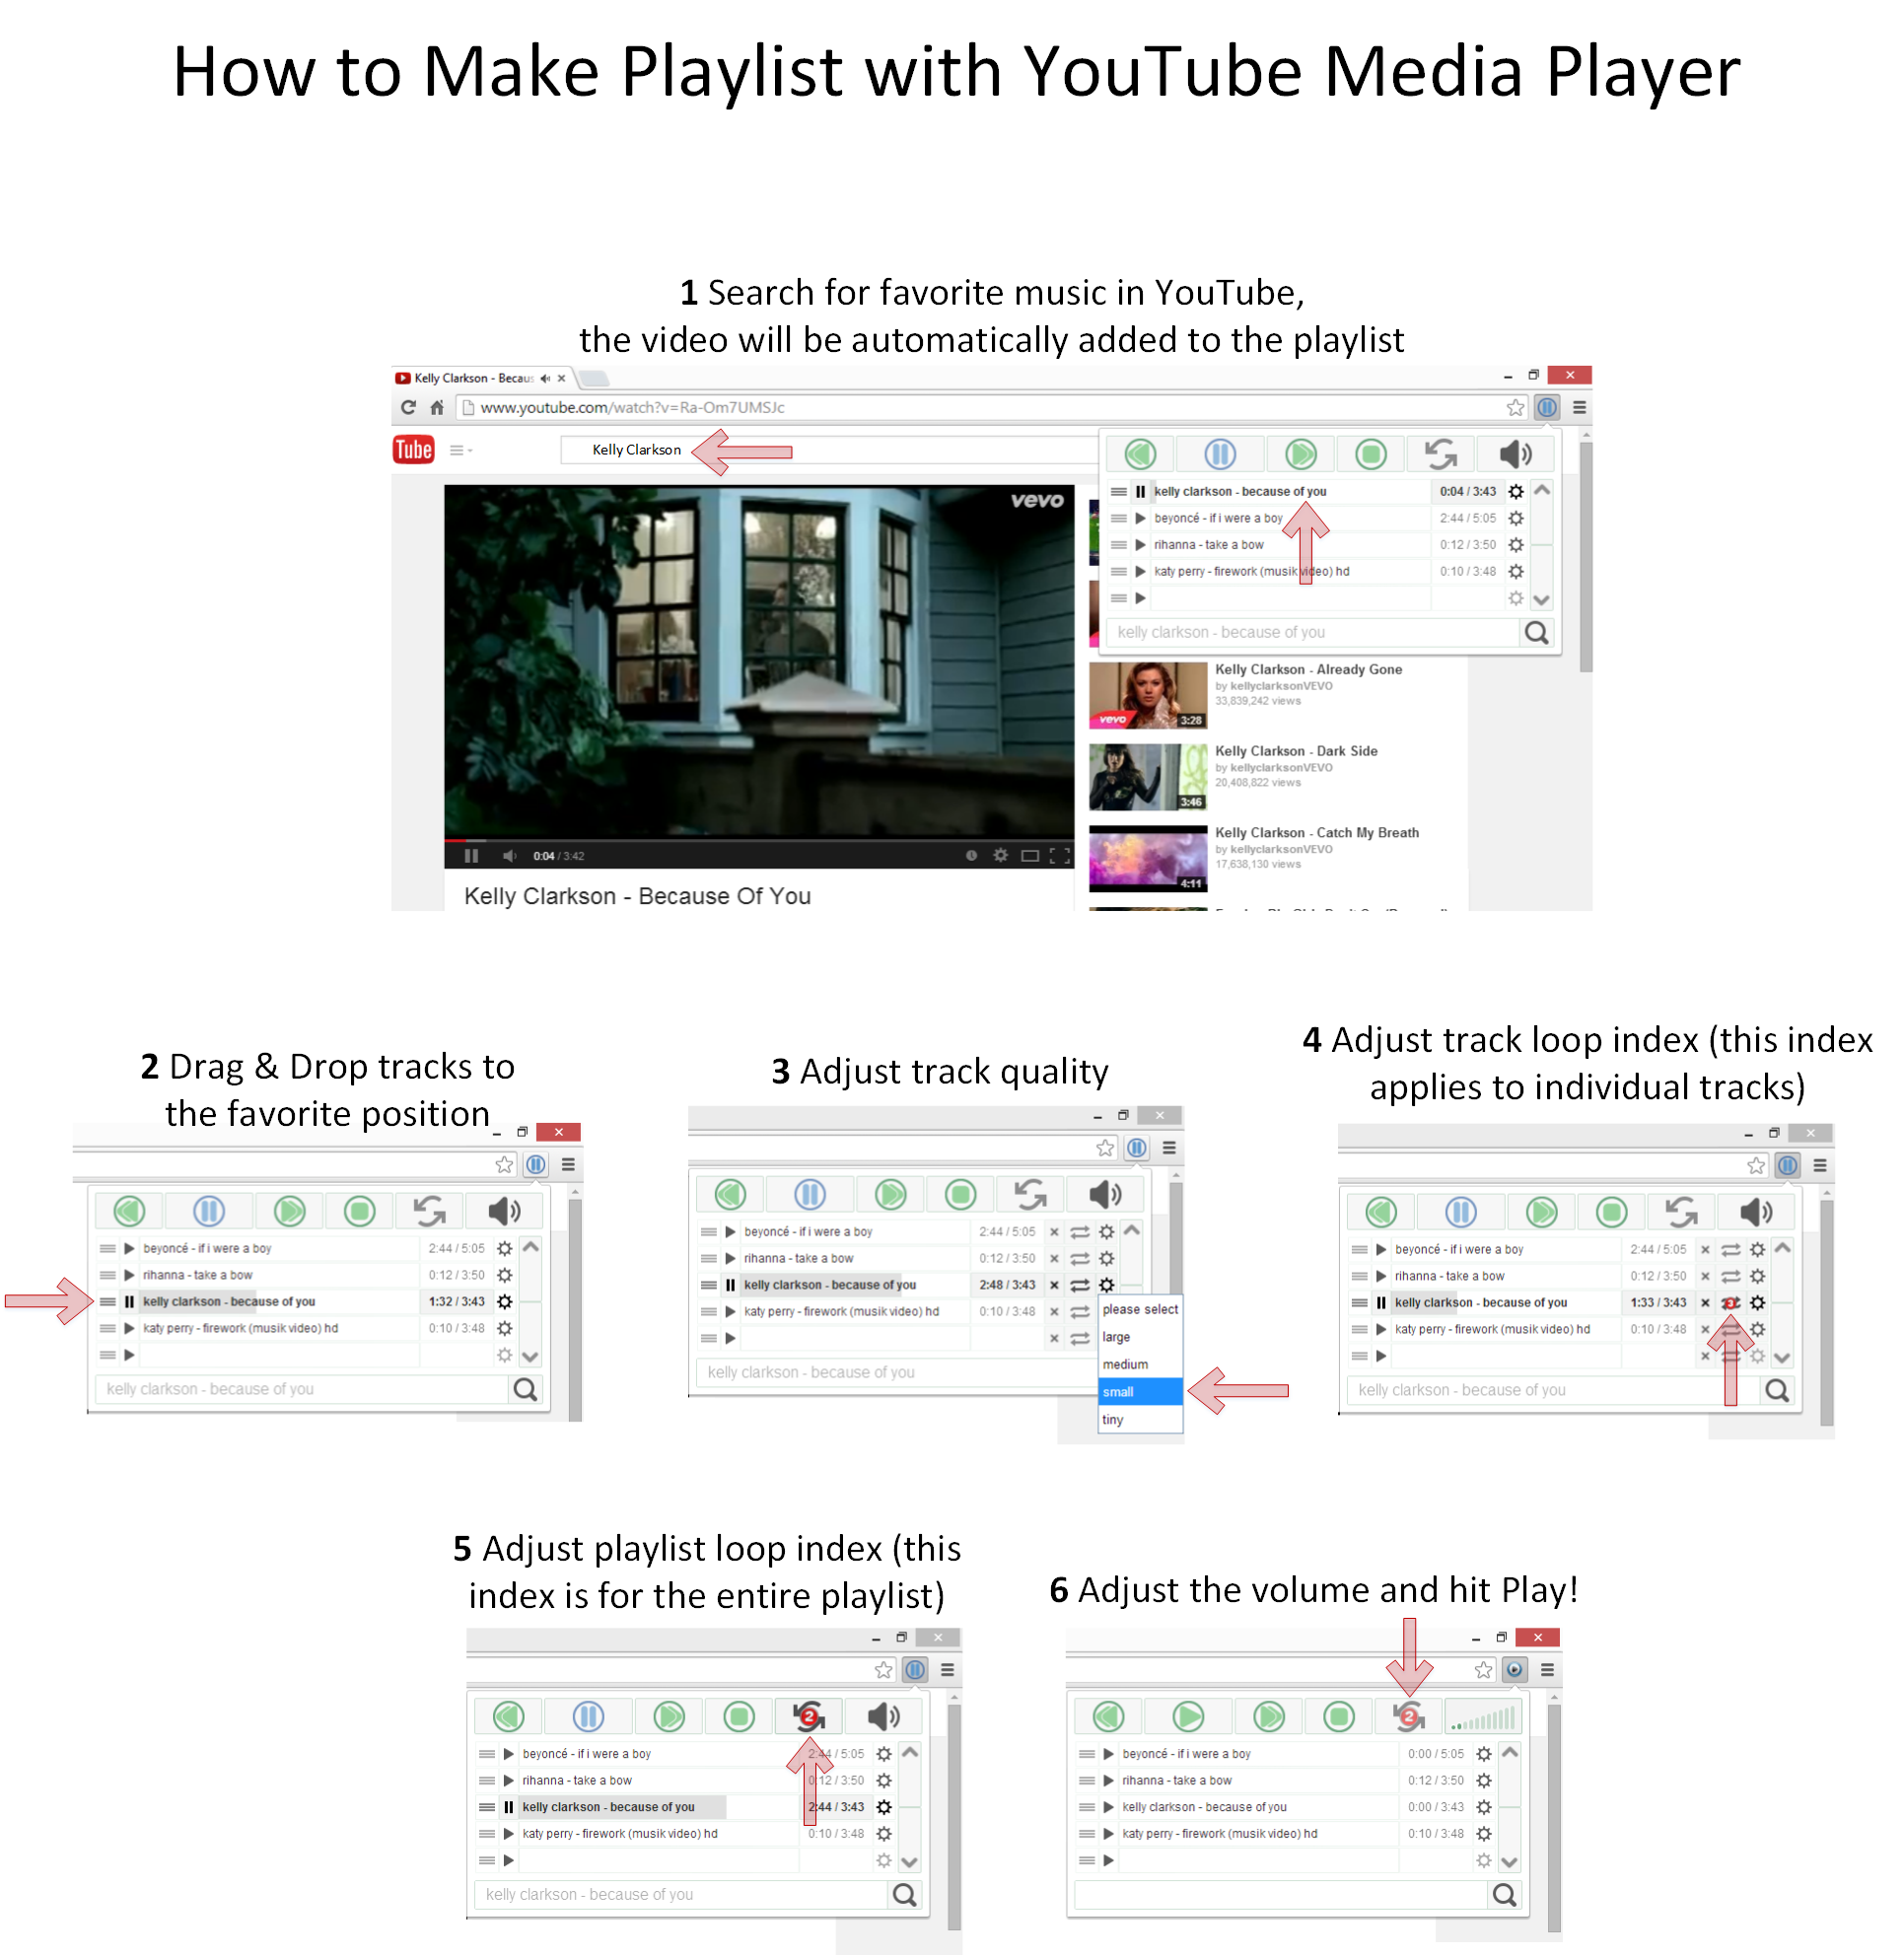 How to Make Playlist with YouTube Media Player
1 Search for favorite music in YouTube,
the video will be automatically added to the playlist
Kelly Clarkson - Becaus
www.youtube.com/watch?v=Ra-Om7UMSJc
Tube
Kelly Clarkson
vevo
kelly clarkson - because of you 0:04 / 3:43
beyoncé - if i were a boy 2:44 / 5:05
rihanna - take a bow 0:12 / 3:50
katy perry - firework (musik video) hd 0:10 / 3:48
kelly clarkson - because of you
Kelly Clarkson - Already Gone
by kellyclarksonVEVO
33,839,242 views
vevo 3:28
Kelly Clarkson - Dark Side
by kellyclarksonVEVO
20,408,822 views
3:46
Kelly Clarkson - Catch My Breath
by kellyclarksonVEVO
17,638,130 views
4:11
0:04 / 3:42
Kelly Clarkson - Because Of You
2 Drag & Drop tracks to
the favorite position
beyoncé - if i were a boy 2:44 / 5:05
rihanna - take a bow 0:12 / 3:50
kelly clarkson - because of you 1:32 / 3:43
katy perry - firework (musik video) hd 0:10 / 3:48
kelly clarkson - because of you
3 Adjust track quality
beyoncé - if i were a boy 2:44 / 5:05
rihanna - take a bow 0:12 / 3:50
kelly clarkson - because of you 2:48 / 3:43
katy perry - firework (musik video) hd 0:10 / 3:48
kelly clarkson - because of you
please select
large
medium
small
tiny
4 Adjust track loop index (this index
applies to individual tracks)
beyoncé - if i were a boy 2:44 / 5:05
rihanna - take a bow 0:12 / 3:50
kelly clarkson - because of you 1:33 / 3:43
katy perry - firework (musik video) hd 0:10 / 3:48
kelly clarkson - because of you
5 Adjust playlist loop index (this
index is for the entire playlist)
2
beyoncé - if i were a boy 2:44 / 5:05
rihanna - take a bow 0:12 / 3:50
kelly clarkson - because of you 2:44 / 3:43
katy perry - firework (musik video) hd 0:10 / 3:48
kelly clarkson - because of you
6 Adjust the volume and hit Play!
2
beyoncé - if i were a boy 0:00 / 5:05
rihanna - take a bow 0:12 / 3:50
kelly clarkson - because of you 0:00 / 3:43
katy perry - firework (musik video) hd 0:10 / 3:48